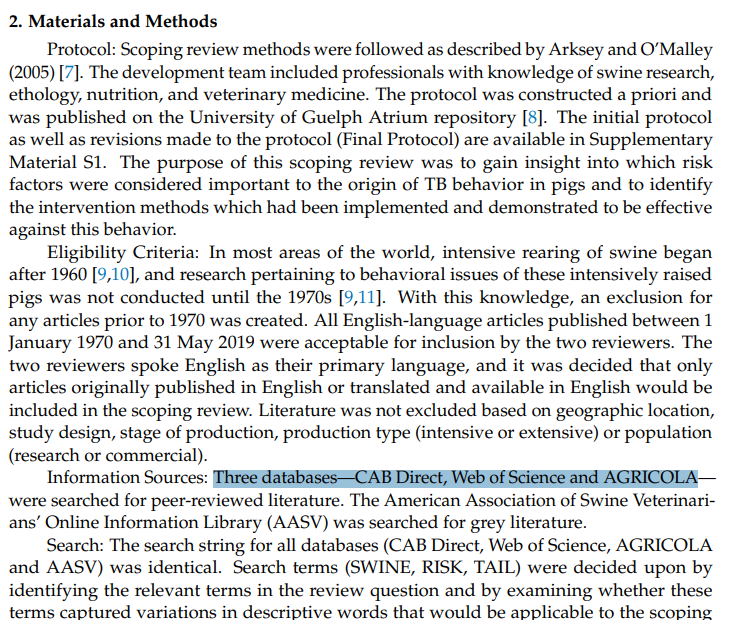 2. Materials and Methods
Protocol: Scoping review methods were followed as described by Arksey and O’Malley
(2005) [7]. The development team included professionals with knowledge of swine research,
ethology, nutrition, and veterinary medicine. The protocol was constructed a priori and
was published on the University of Guelph Atrium repository [8]. The initial protocol
as well as revisions made to the protocol (Final Protocol) are available in Supplementary
Material S1. The purpose of this scoping review was to gain insight into which risk
factors were considered important to the origin of TB behavior in pigs and to identify
the intervention methods which had been implemented and demonstrated to be effective
against this behavior.
Eligibility Criteria: In most areas of the world, intensive rearing of swine began
after 1960 [9,10], and research pertaining to behavioral issues of these intensively raised
pigs was not conducted until the 1970s [9,11]. With this knowledge, an exclusion for
any articles prior to 1970 was created. All English-language articles published between 1
January 1970 and 31 May 2019 were acceptable for inclusion by the two reviewers. The
two reviewers spoke English as their primary language, and it was decided that only
articles originally published in English or translated and available in English would be
included in the scoping review. Literature was not excluded based on geographic location,
study design, stage of production, production type (intensive or extensive) or population
(research or commercial).
Information Sources: Three databases—CAB Direct, Web of Science and AGRICOLA—
were searched for peer-reviewed literature. The American Association of Swine Veterinari-
ans’ Online Information Library (AASV) was searched for grey literature.
Search: The search string for all databases (CAB Direct, Web of Science, AGRICOLA
and AASV) was identical. Search terms (SWINE, RISK, TAIL) were decided upon by
identifying the relevant terms in the review question and by examining whether these
terms captured variations in descriptive words that would be applicable to the scoping